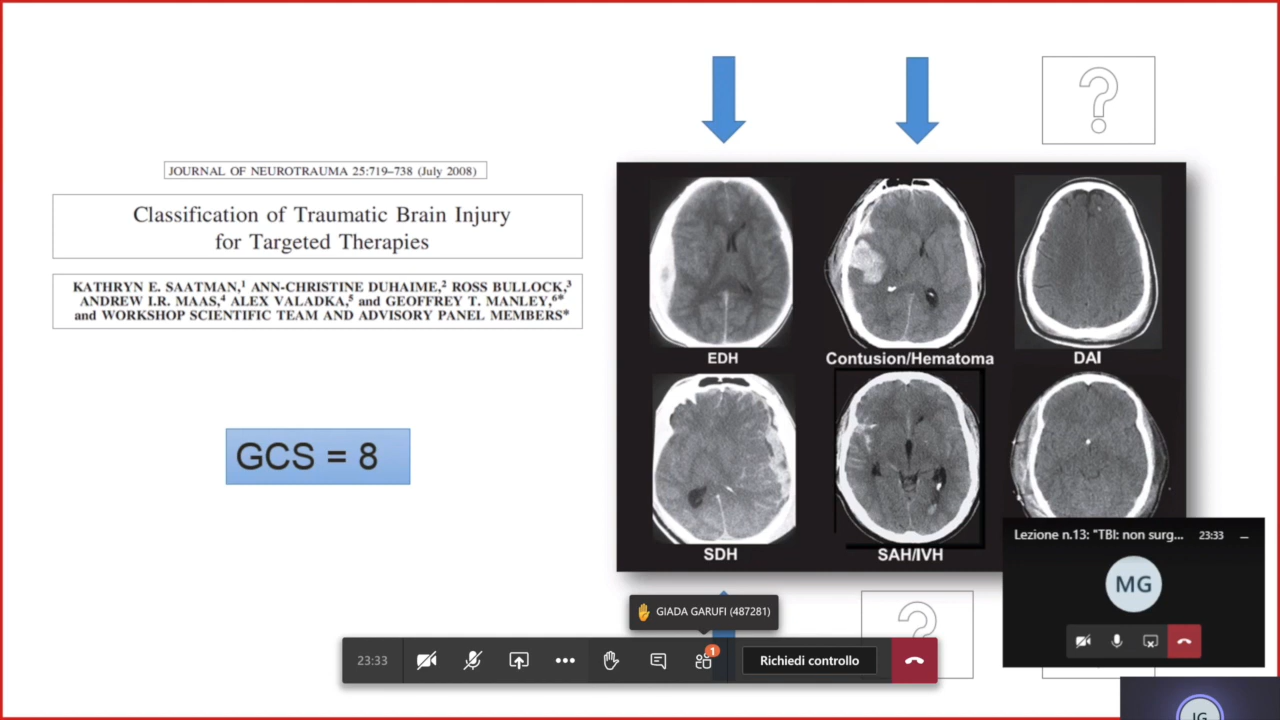 JOURNAL OF NEUROTRAUMA 25:719–738 (July 2008)
Classification of Traumatic Brain Injury
for Targeted Therapies
KATHRYN E. SAATMAN,¹ ANN-CHRISTINE DUHAIME,² ROSS BULLOCK,³
ANDREW I.R. MAAS,⁴ ALEX VALADKA,⁵ and GEOFFREY T. MANLEY,⁶*
and WORKSHOP SCIENTIFIC TEAM AND ADVISORY PANEL MEMBERS*
GCS = 8
?
EDH
Contusion/Hematoma
DAI
SDH
SAH/IVH
?
Lezione n.13: "TBI: non surg...
23:33
MG
GIADA GARUFI (487281)
23:33
1
Richiedi controllo
JG